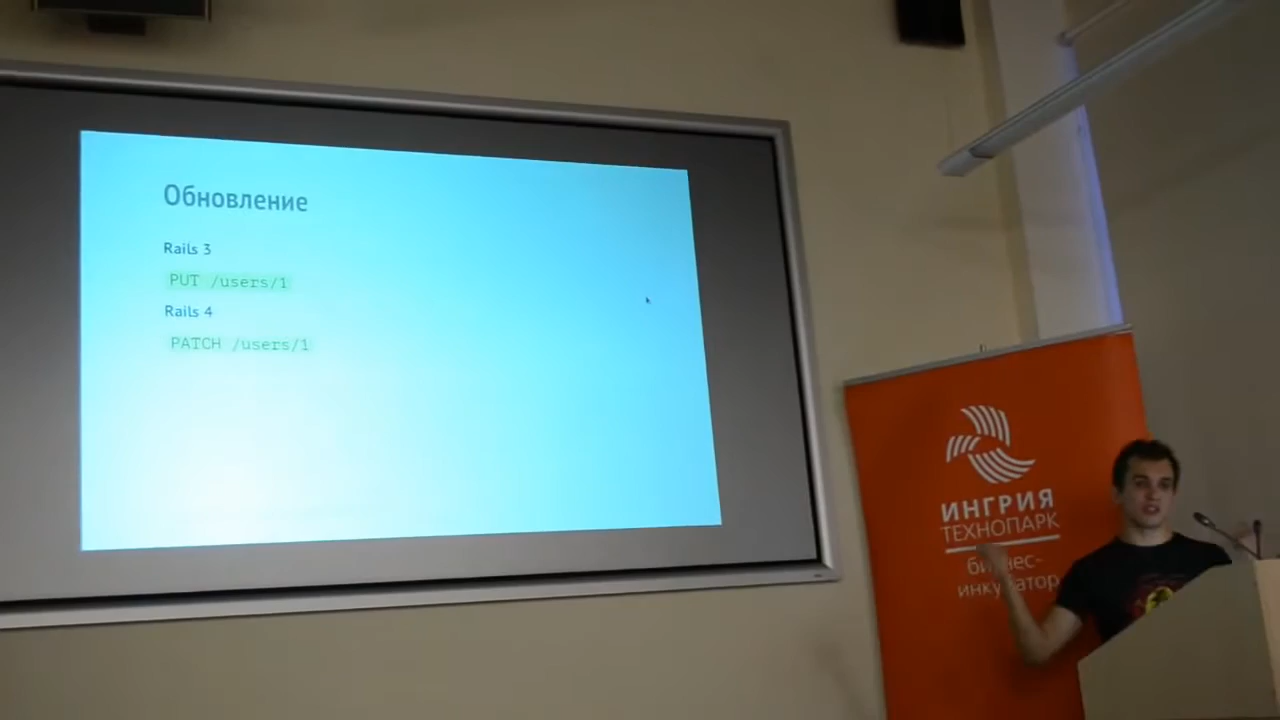 Обновление
Rails 3
PUT /users/1
Rails 4
PATCH /users/1
ИНГРИЯ
ТЕХНОПАРК
бизнес-
инкубатор